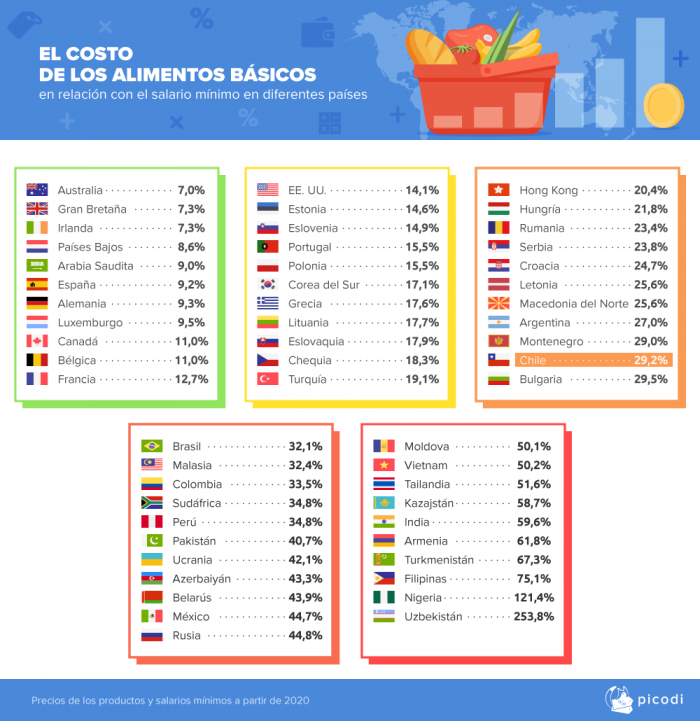 EL COSTO
DE LOS ALIMENTOS BÁSICOS
en relación con el salario mínimo en diferentes países
Australia 7,0%
Gran Bretaña 7,3%
Irlanda 7,3%
Países Bajos 8,6%
Arabia Saudita 9,0%
España 9,2%
Alemania 9,3%
Luxemburgo 9,5%
Canadá 11,0%
Bélgica 11,0%
Francia 12,7%
EE. UU. 14,1%
Estonia 14,6%
Eslovenia 14,9%
Portugal 15,5%
Polonia 15,5%
Corea del Sur 17,1%
Grecia 17,6%
Lituania 17,7%
Eslovaquia 17,9%
Chequia 18,3%
Turquía 19,1%
Hong Kong 20,4%
Hungría 21,8%
Rumania 23,4%
Serbia 23,8%
Croacia 24,7%
Letonia 25,6%
Macedonia del Norte 25,6%
Argentina 27,0%
Montenegro 29,0%
Chile 29,2%
Bulgaria 29,5%
Brasil 32,1%
Malasia 32,4%
Colombia 33,5%
Sudáfrica 34,8%
Perú 34,8%
Pakistán 40,7%
Ucrania 42,1%
Azerbaiyán 43,3%
Belarús 43,9%
México 44,7%
Rusia 44,8%
Moldova 50,1%
Vietnam 50,2%
Tailandia 51,6%
Kazajstán 58,7%
India 59,6%
Armenia 61,8%
Turkmenistán 67,3%
Filipinas 75,1%
Nigeria 121,4%
Uzbekistán 253,8%
Precios de los productos y salarios mínimos a partir de 2020
picodi